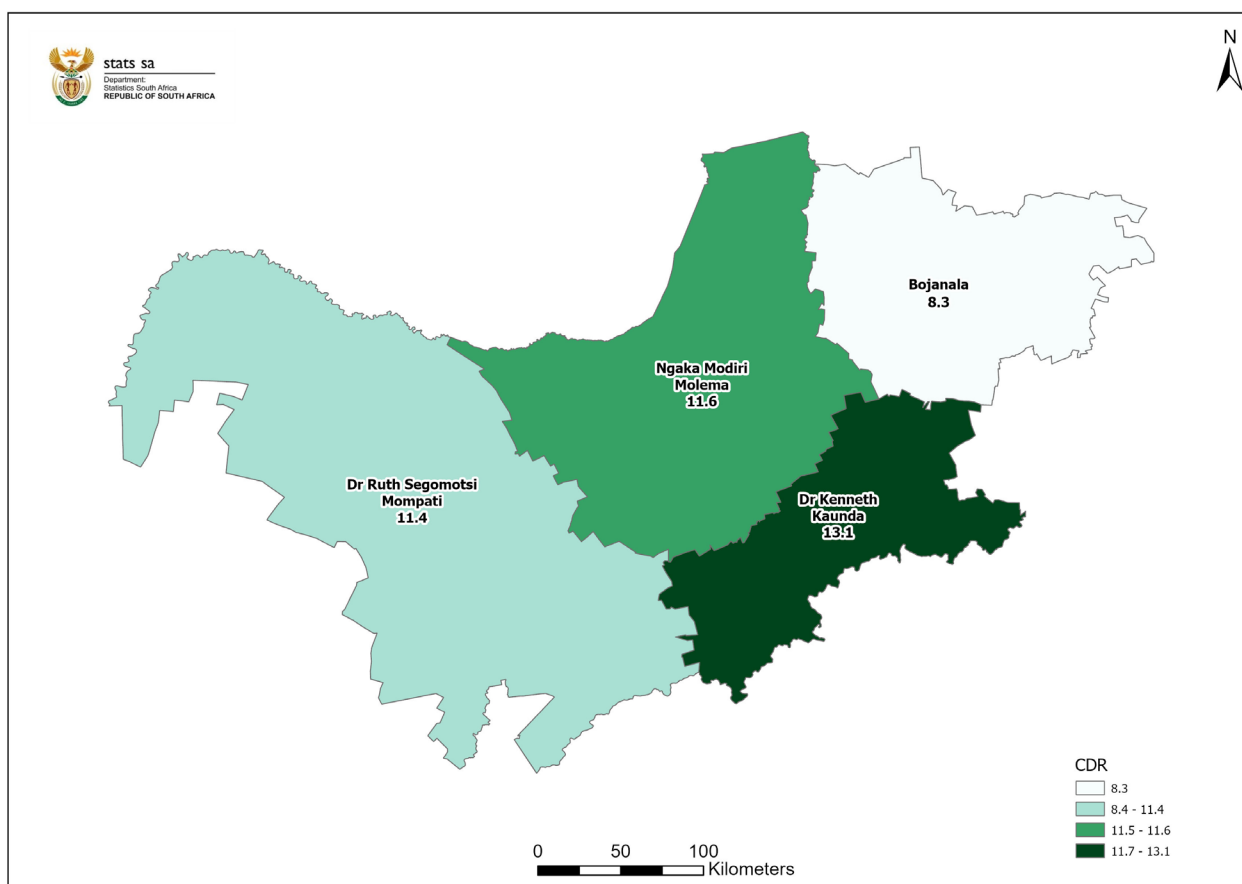 stats sa
Department:
Statistics South Africa
REPUBLIC OF SOUTH AFRICA
N
Bojanala
8.3
Ngaka Modiri
Molema
11.6
Dr Ruth Segomotsi
Mompati
11.4
Dr Kenneth
Kaunda
13.1
CDR
8.3
8.4 - 11.4
11.5 - 11.6
11.7 - 13.1
0 50 100
Kilometers